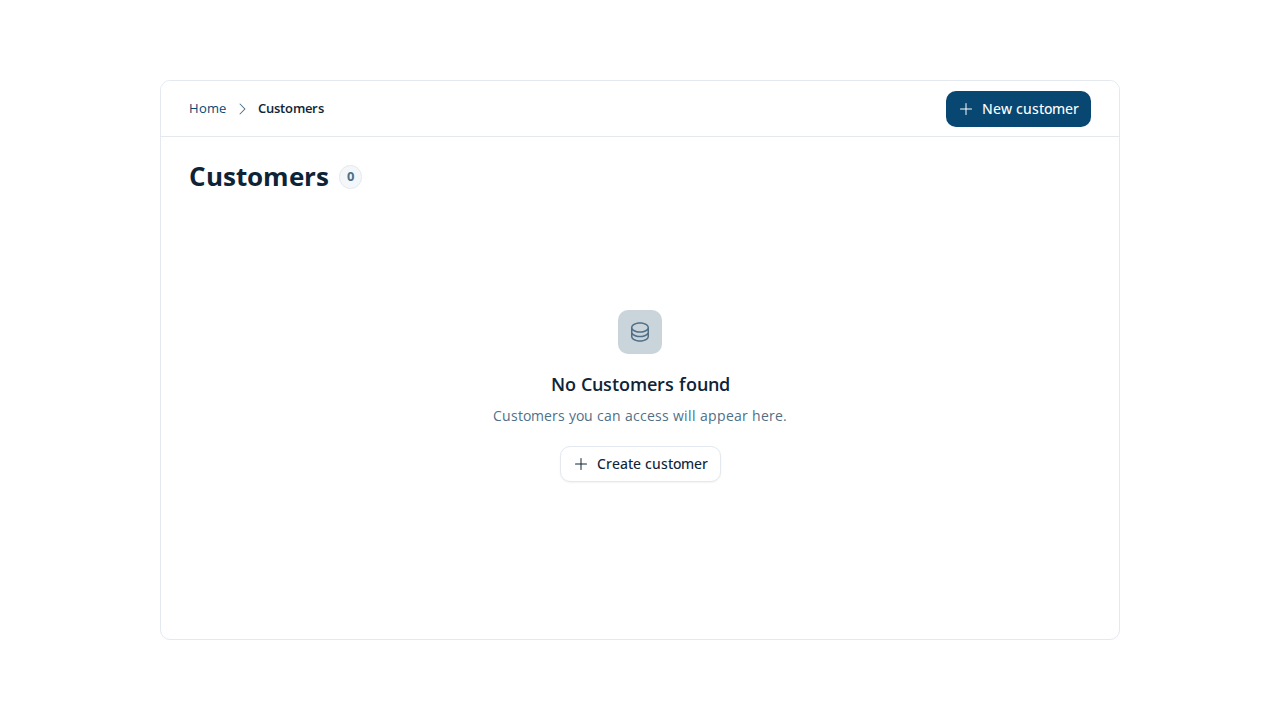 Home Customers
New customer
Customers 0
No Customers found
Customers you can access will appear here.
Create customer